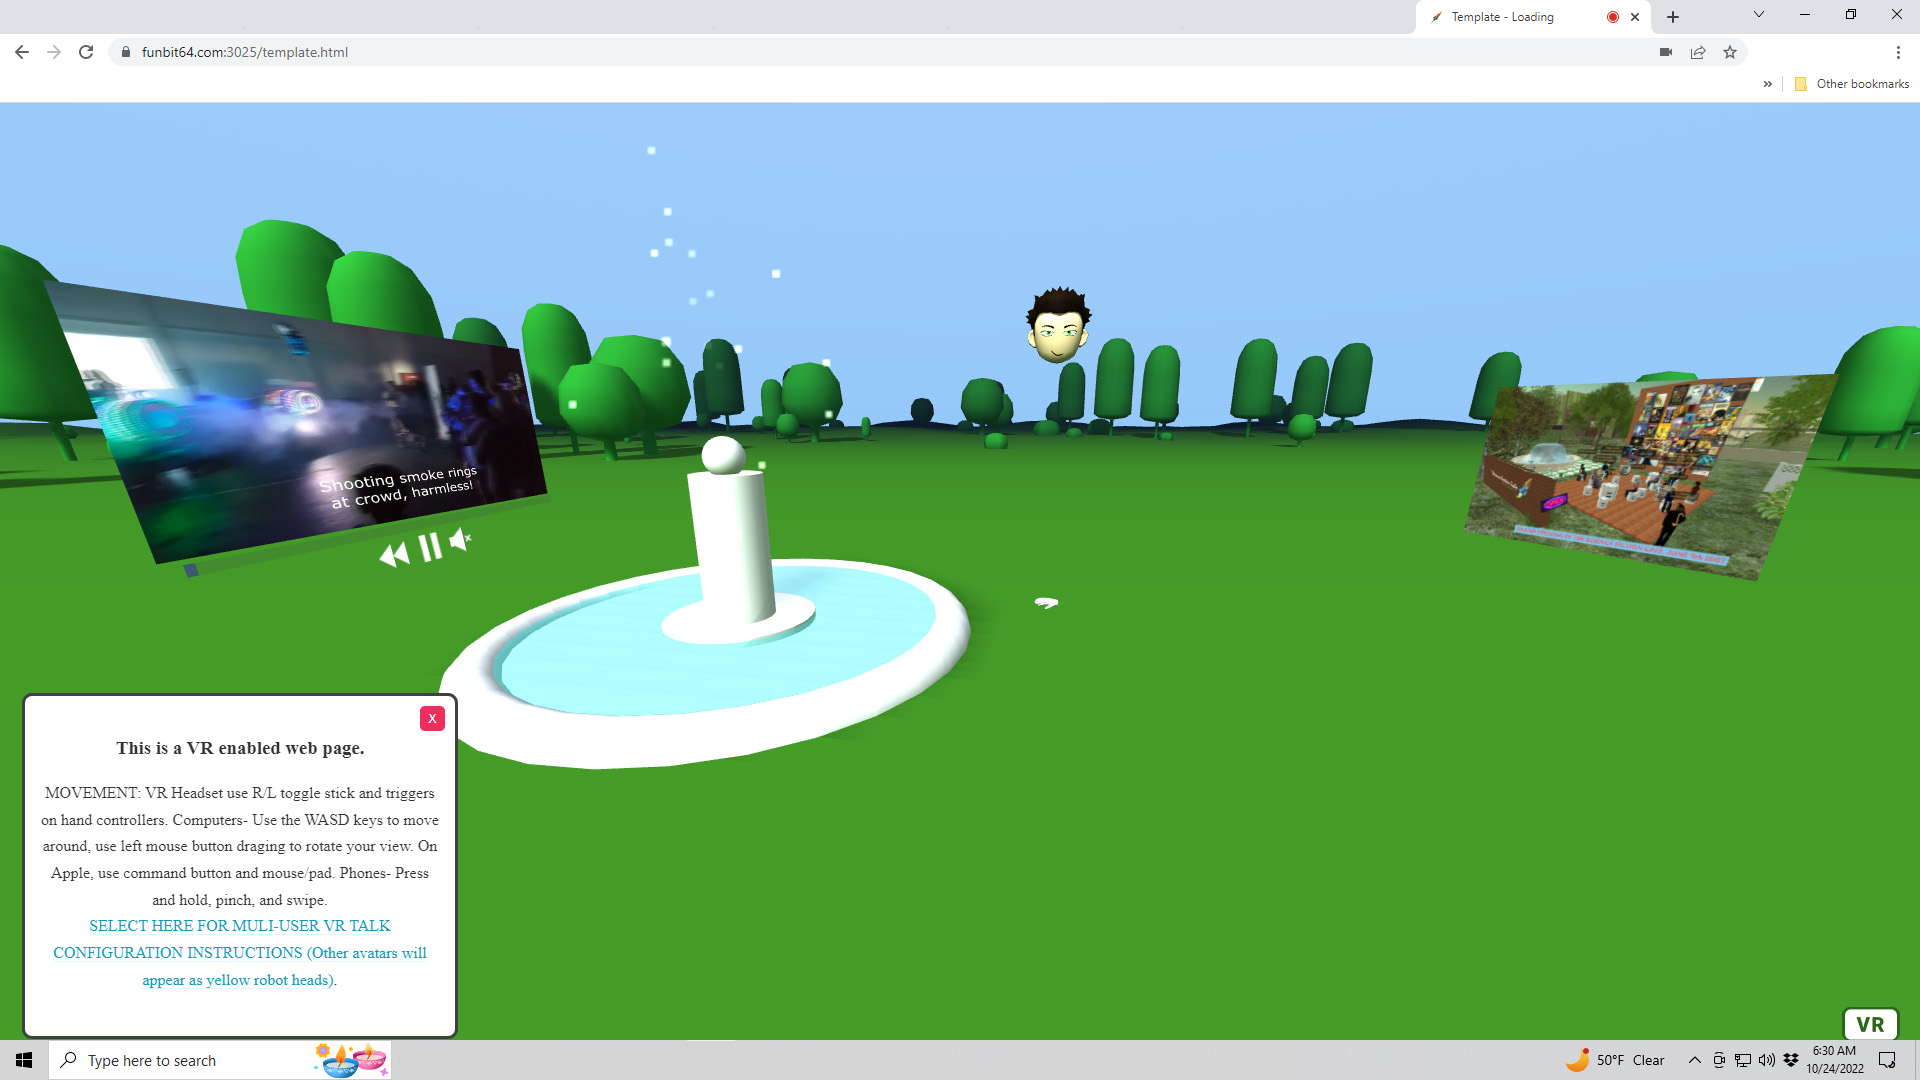 Template - Loading
funbit64.com:3025/template.html
» Other bookmarks
Shooting smoke rings
at crowd, harmless!
X
This is a VR enabled web page.
MOVEMENT: VR Headset use R/L toggle stick and triggers
on hand controllers. Computers- Use the WASD keys to move
around, use left mouse button draging to rotate your view. On
Apple, use command button and mouse/pad. Phones- Press
and hold, pinch, and swipe.
SELECT HERE FOR MULI-USER VR TALK
CONFIGURATION INSTRUCTIONS (Other avatars will
appear as yellow robot heads).
VR
Type here to search
50°F Clear
6:30 AM
10/24/2022